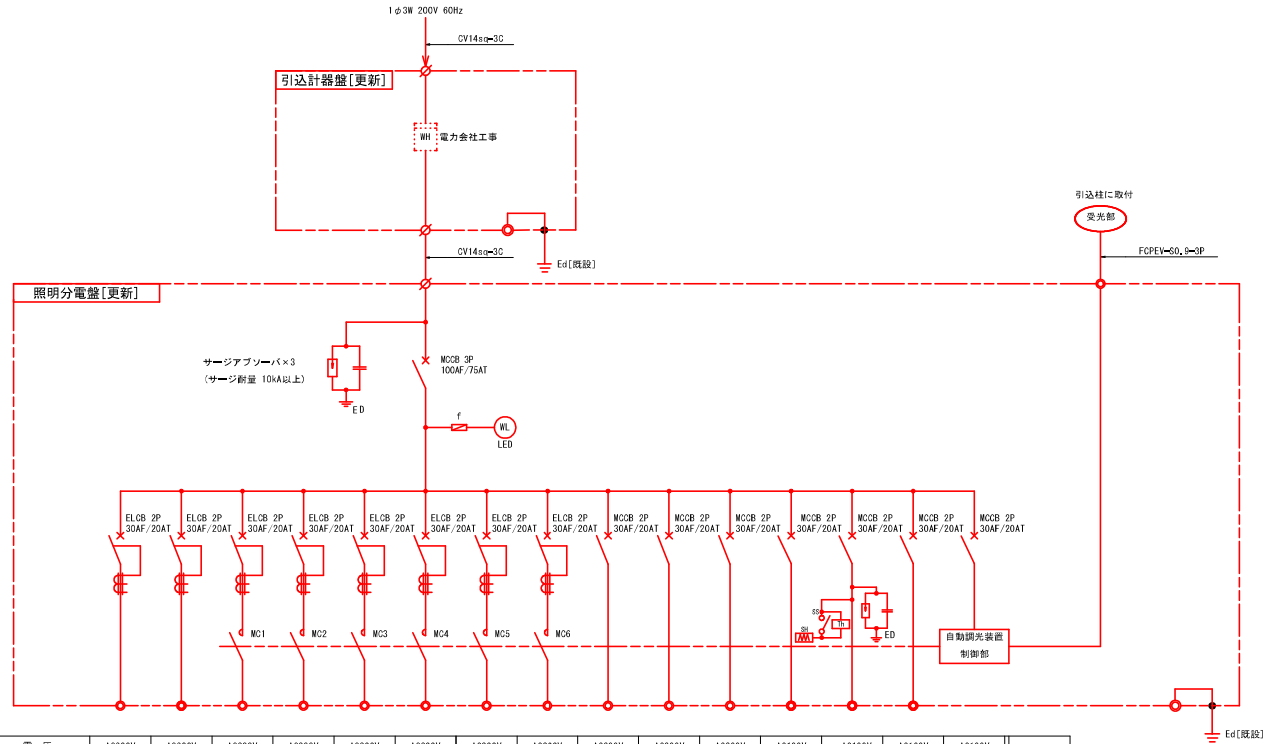 1φ3W 200V 60Hz
CV14sq-3C
引込計器盤[更新]
WH 電力会社工事
引込柱に取付
受光部
CV14sq-3C
Ed[既設]
FCPEV-S0.9-3P
照明分電盤[更新]
サージアブソーバ×3
(サージ耐量 10kA以上)
ED
MCCB 3P
100AF/75AT
f
WL
LED
ELCB 2P
30AF/20AT
ELCB 2P
30AF/20AT
ELCB 2P
30AF/20AT
ELCB 2P
30AF/20AT
ELCB 2P
30AF/20AT
ELCB 2P
30AF/20AT
ELCB 2P
30AF/20AT
ELCB 2P
30AF/20AT
MCCB 2P
30AF/20AT
MCCB 2P
30AF/20AT
MCCB 2P
30AF/20AT
MCCB 2P
30AF/20AT
MCCB 2P
30AF/20AT
MCCB 2P
30AF/20AT
MCCB 2P
30AF/20AT
MC1
MC2
MC3
MC4
MC5
MC6
SS
SH
Th
ED
自動調光装置
制御部
Ed[既設]